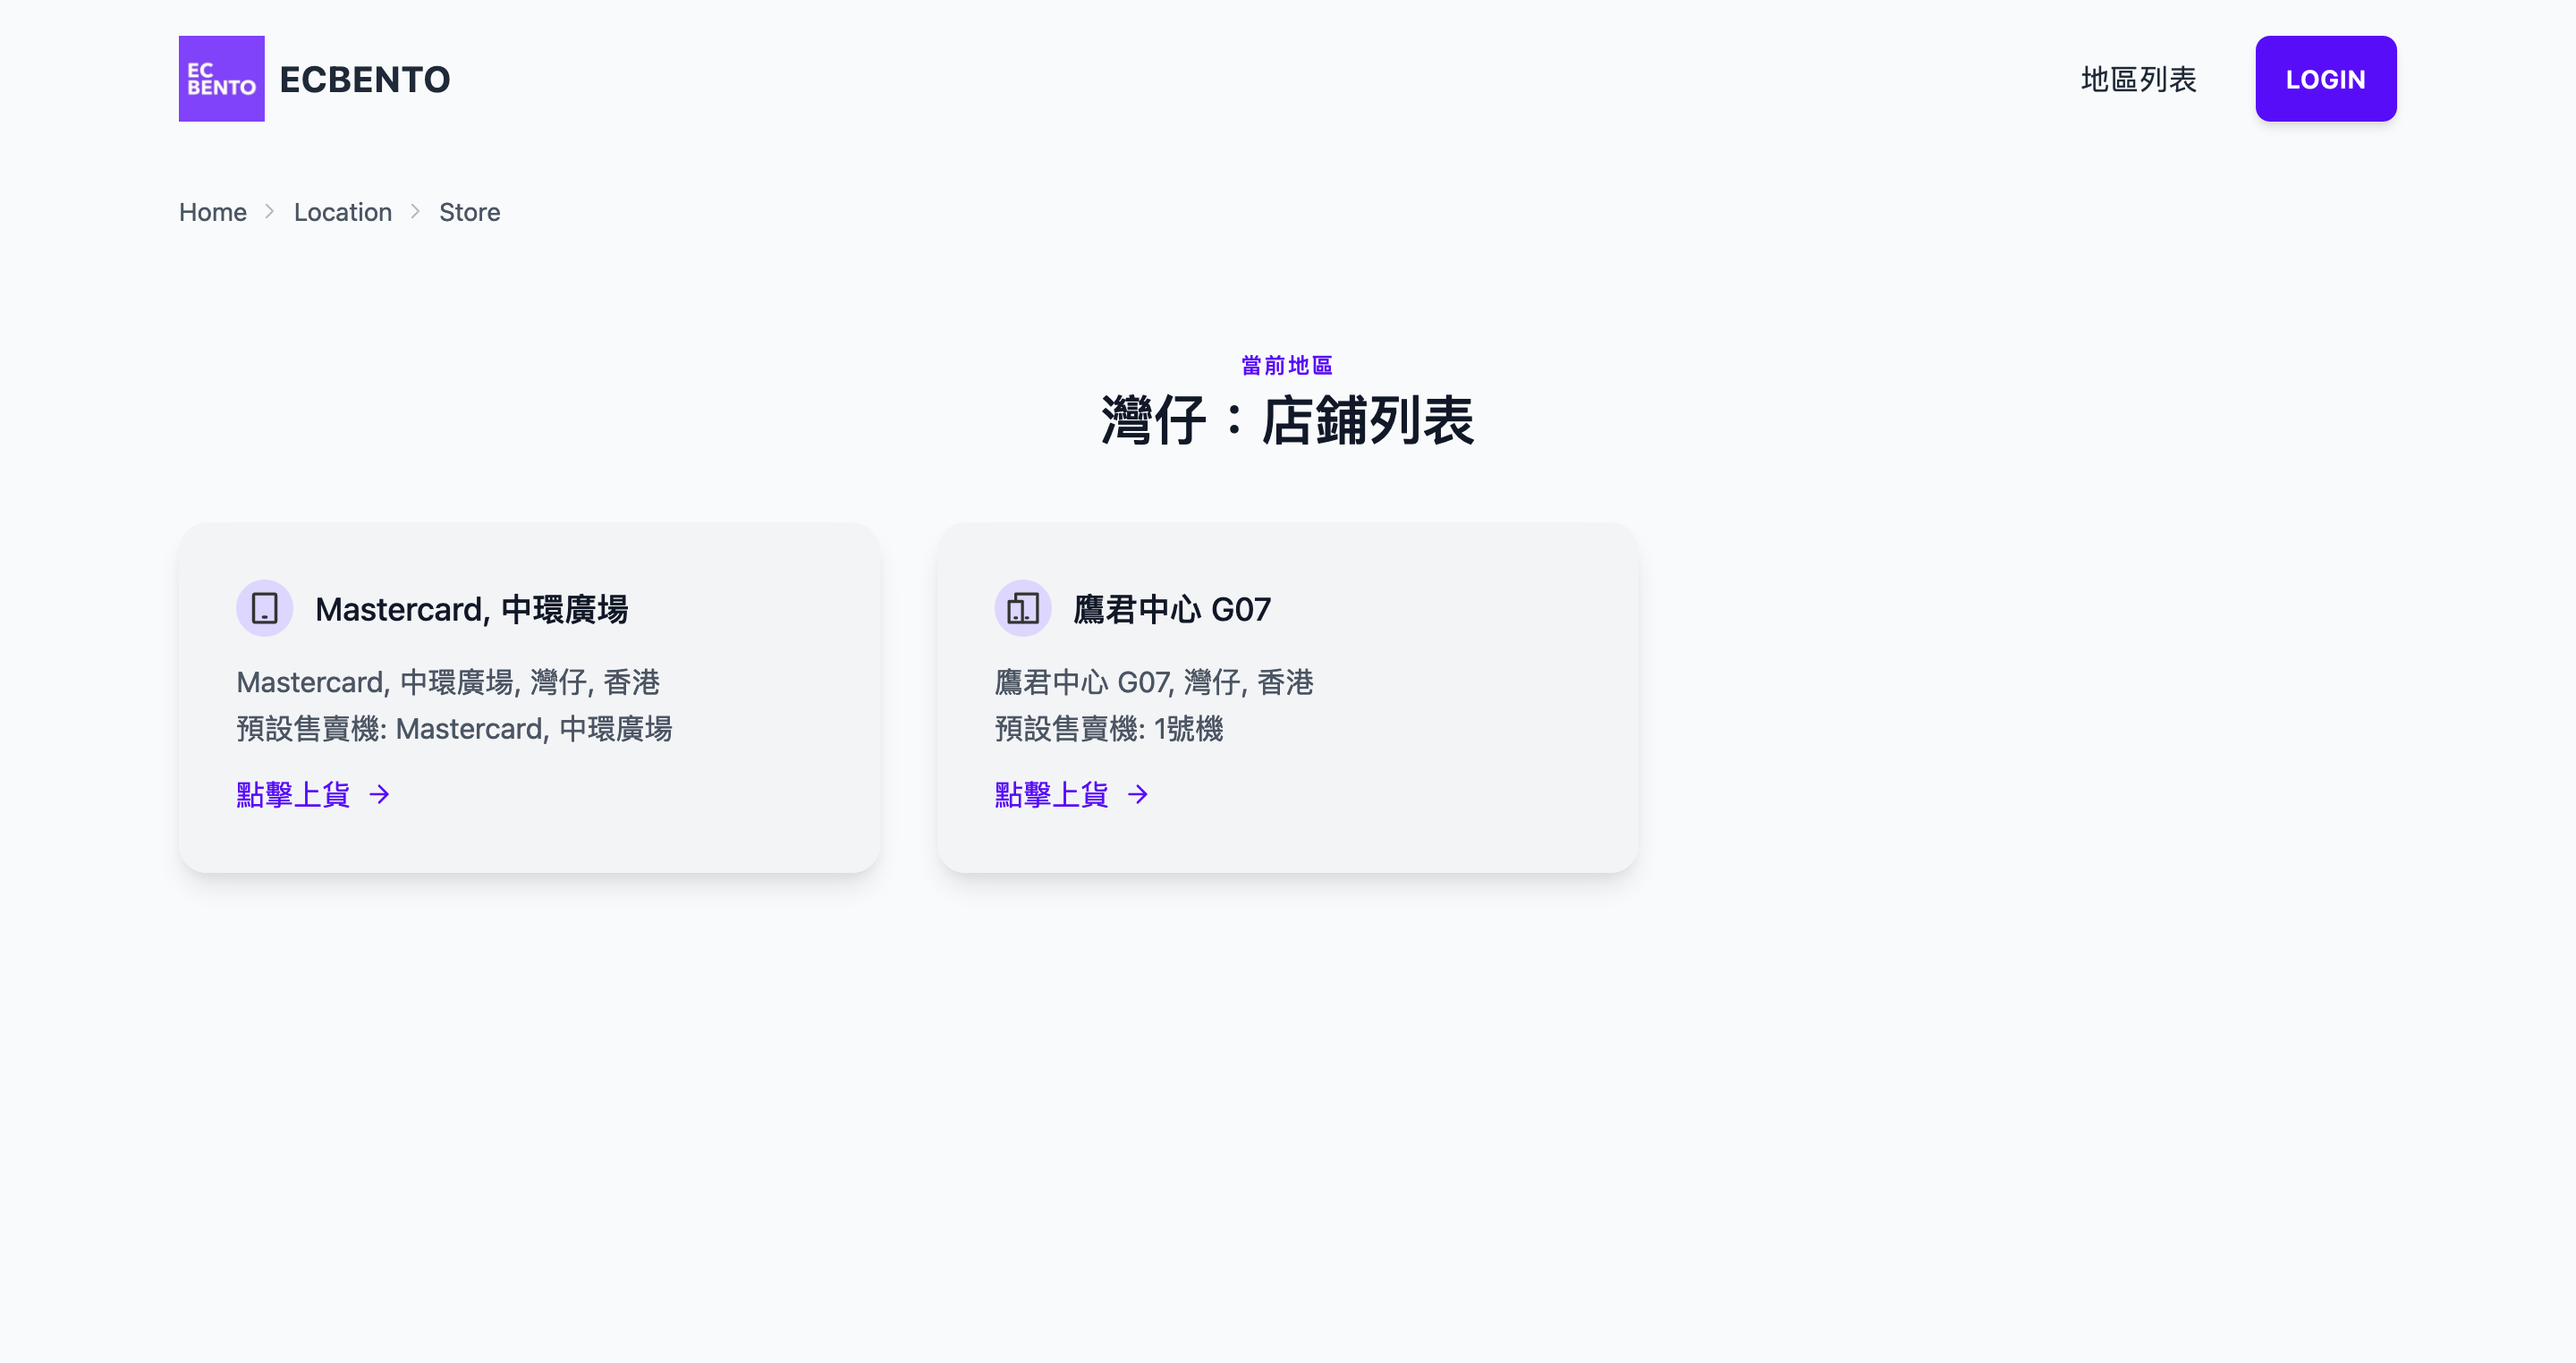 EC
BENTO
ECBENTO
地區列表
LOGIN
Home
Location
Store
當前地區
灣仔：店鋪列表
Mastercard, 中環廣場
Mastercard, 中環廣場, 灣仔, 香港
預設售賣機: Mastercard, 中環廣場
點擊上貨
鷹君中心 G07
鷹君中心 G07, 灣仔, 香港
預設售賣機: 1號機
點擊上貨